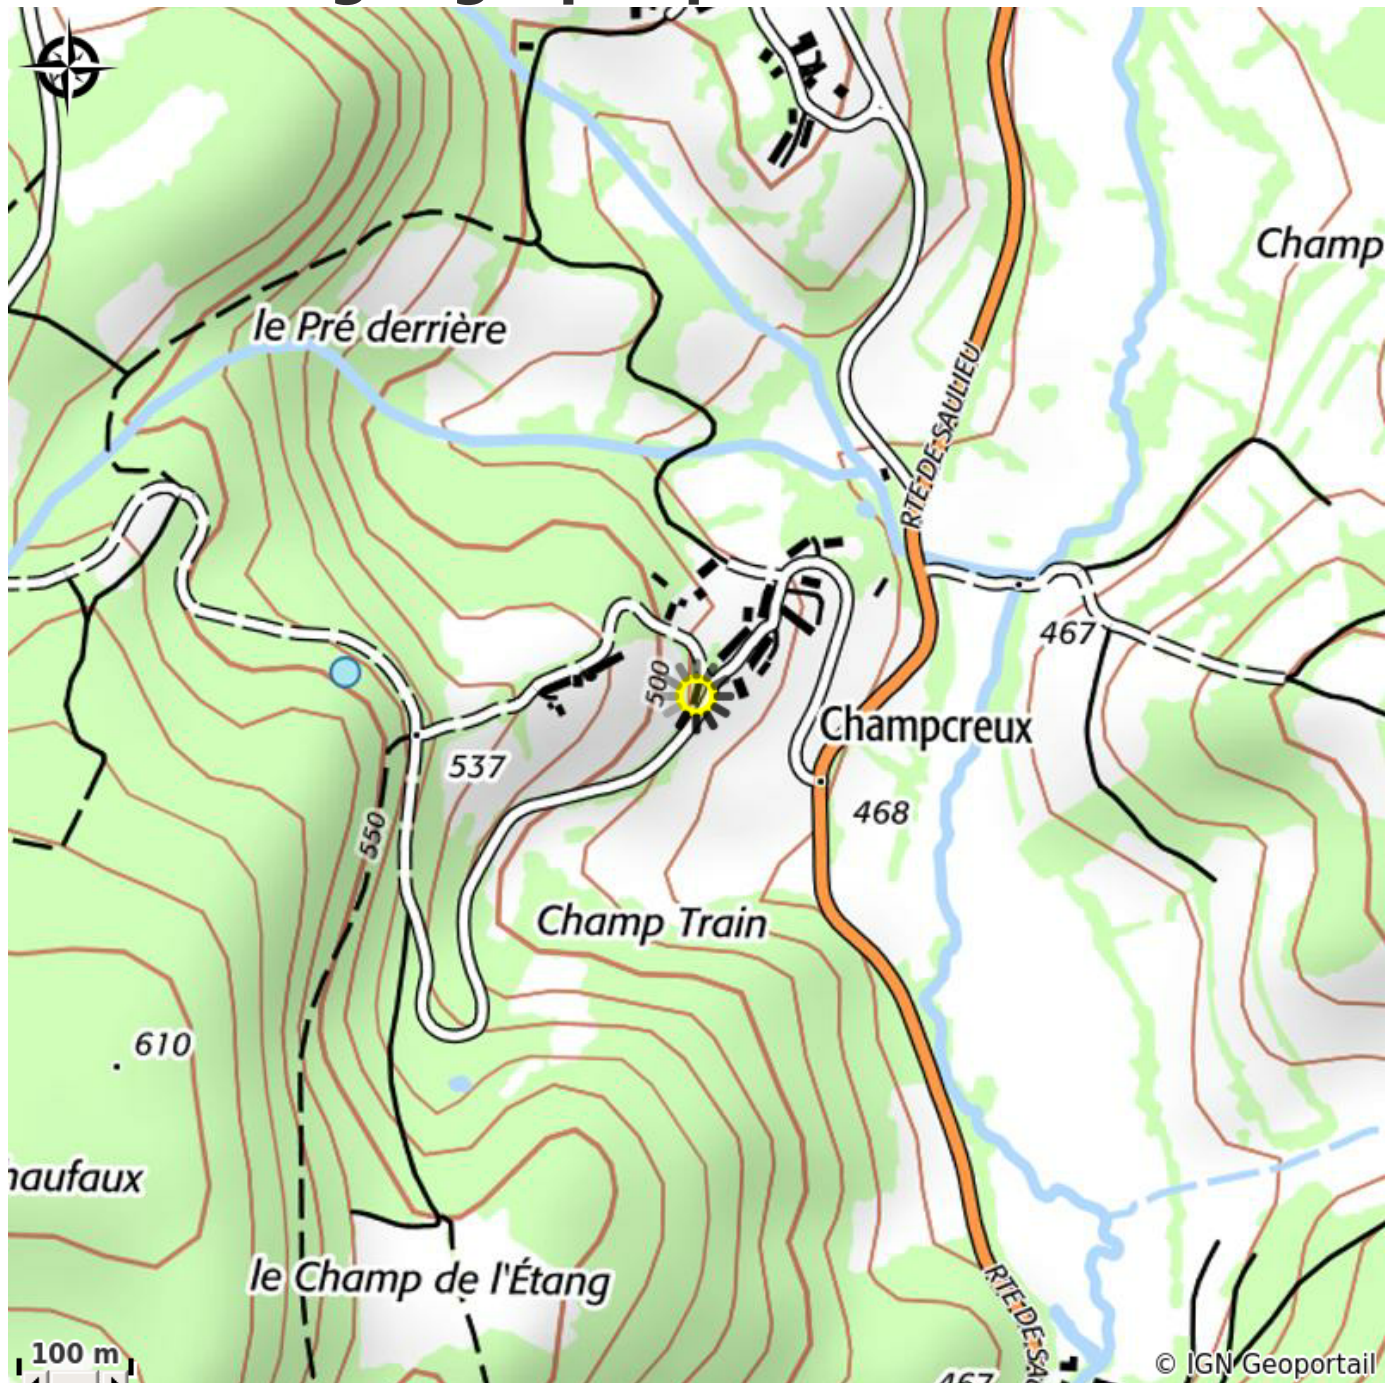 Champ
le Pré derrière
RTE DE SAULIEU
467
500
Champcreux
537
468
550
Champ Train
610
haufaux
le Champ de l'Étang
RTE DE SAU
100 m
467
© IGN Geoportail